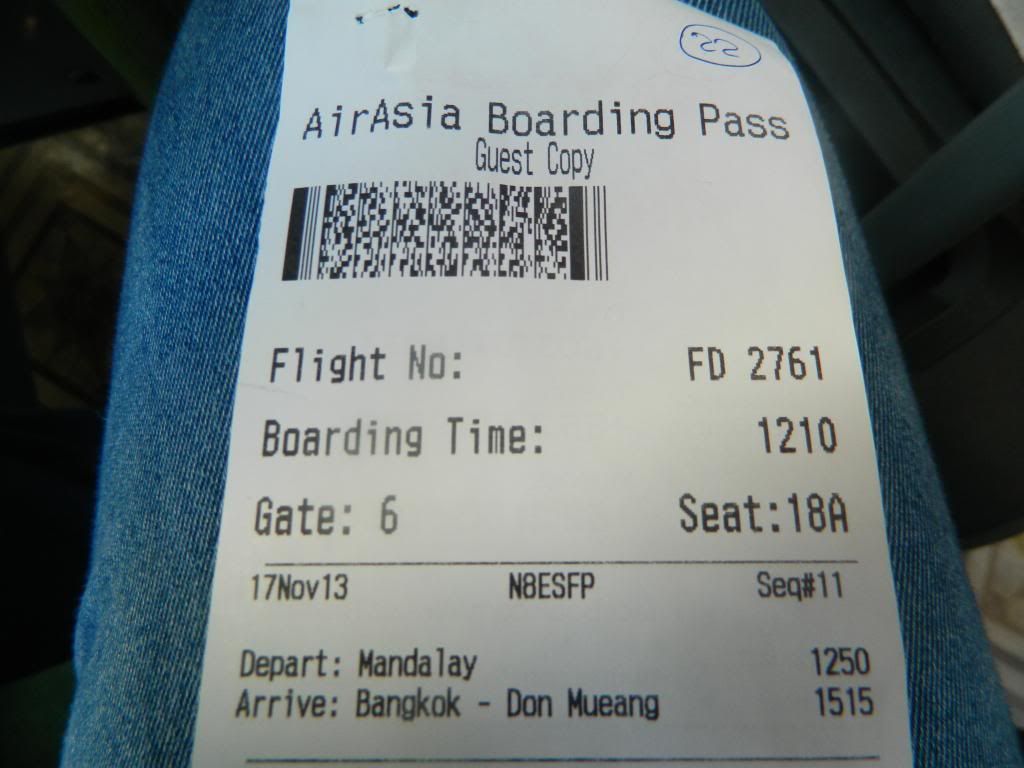 22
AirAsia Boarding Pass
Guest Copy
Flight No: FD 2761
Boarding Time: 1210
Gate: 6 Seat:18A
17Nov13 N8ESFP Seq#11
Depart: Mandalay 1250
Arrive: Bangkok - Don Mueang 1515